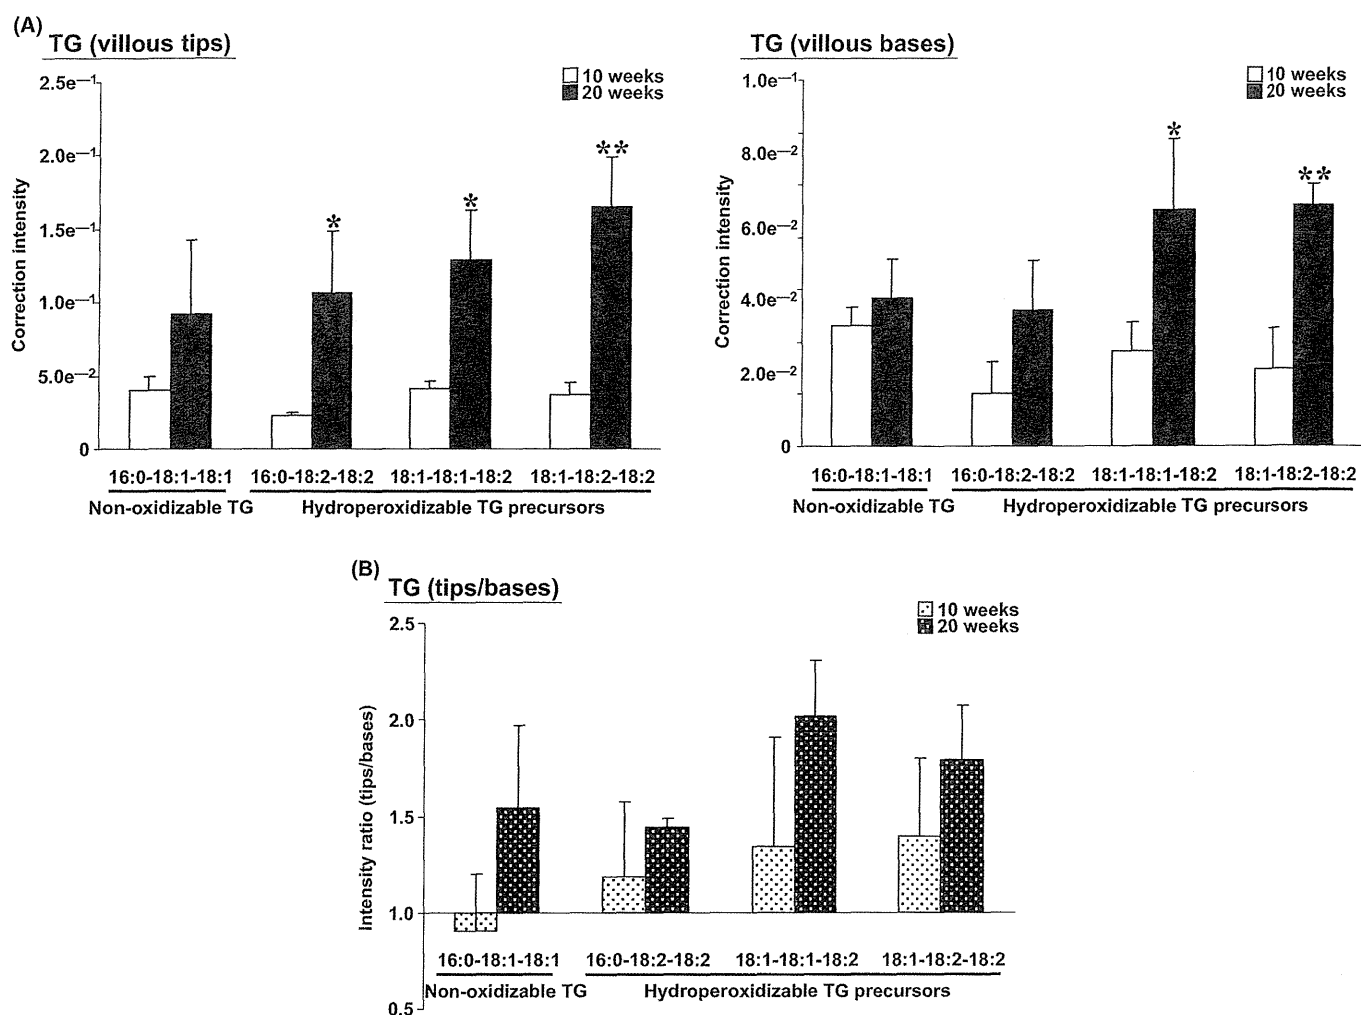 (A)
TG (villous tips)
10 weeks
20 weeks
2.5e−1
2.0e−1
1.5e−1
1.0e−1
5.0e−2
0
Correction intensity
*
*
**
16:0-18:1-18:1
16:0-18:2-18:2
18:1-18:1-18:2
18:1-18:2-18:2
Non-oxidizable TG
Hydroperoxidizable TG precursors
TG (villous bases)
10 weeks
20 weeks
1.0e−1
8.0e−2
6.0e−2
4.0e−2
2.0e−2
0
Correction intensity
*
**
16:0-18:1-18:1
16:0-18:2-18:2
18:1-18:1-18:2
18:1-18:2-18:2
Non-oxidizable TG
Hydroperoxidizable TG precursors
(B)
TG (tips/bases)
10 weeks
20 weeks
2.5
2.0
1.5
1.0
0.5
Intensity ratio (tips/bases)
16:0-18:1-18:1
16:0-18:2-18:2
18:1-18:1-18:2
18:1-18:2-18:2
Non-oxidizable TG
Hydroperoxidizable TG precursors